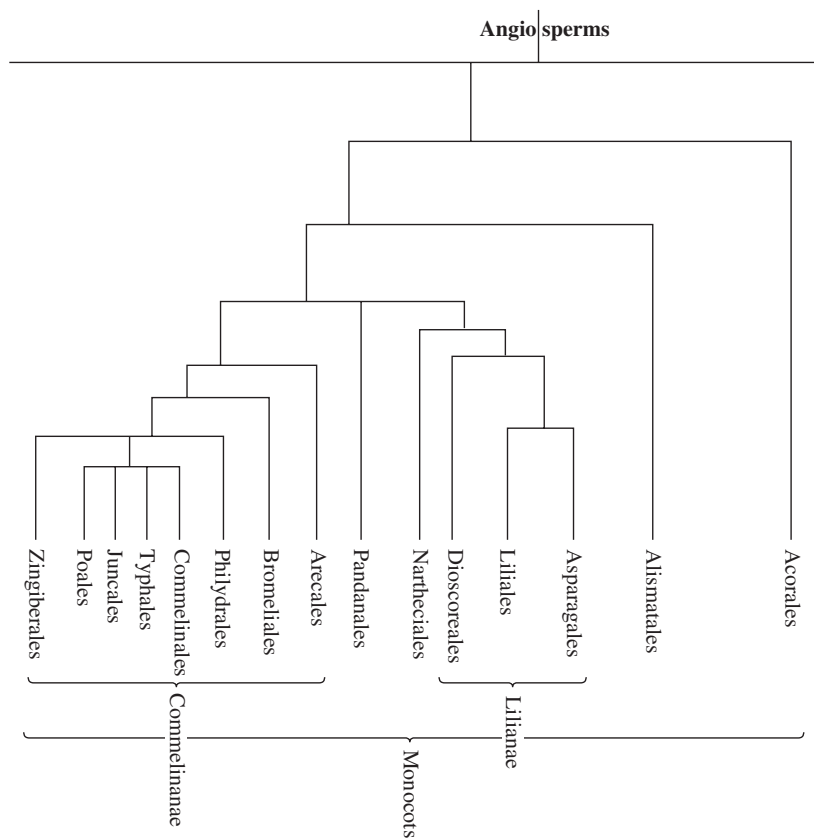 Angiosperms
Zingiberales
Poales
Juncales
Typhales
Commelinales
Philydrales
Bromeliales
Arecales
Pandanales
Nartheciales
Dioscoreales
Liliales
Asparagales
Alismatales
Acorales
Commelinanae
Lilianae
Monocots